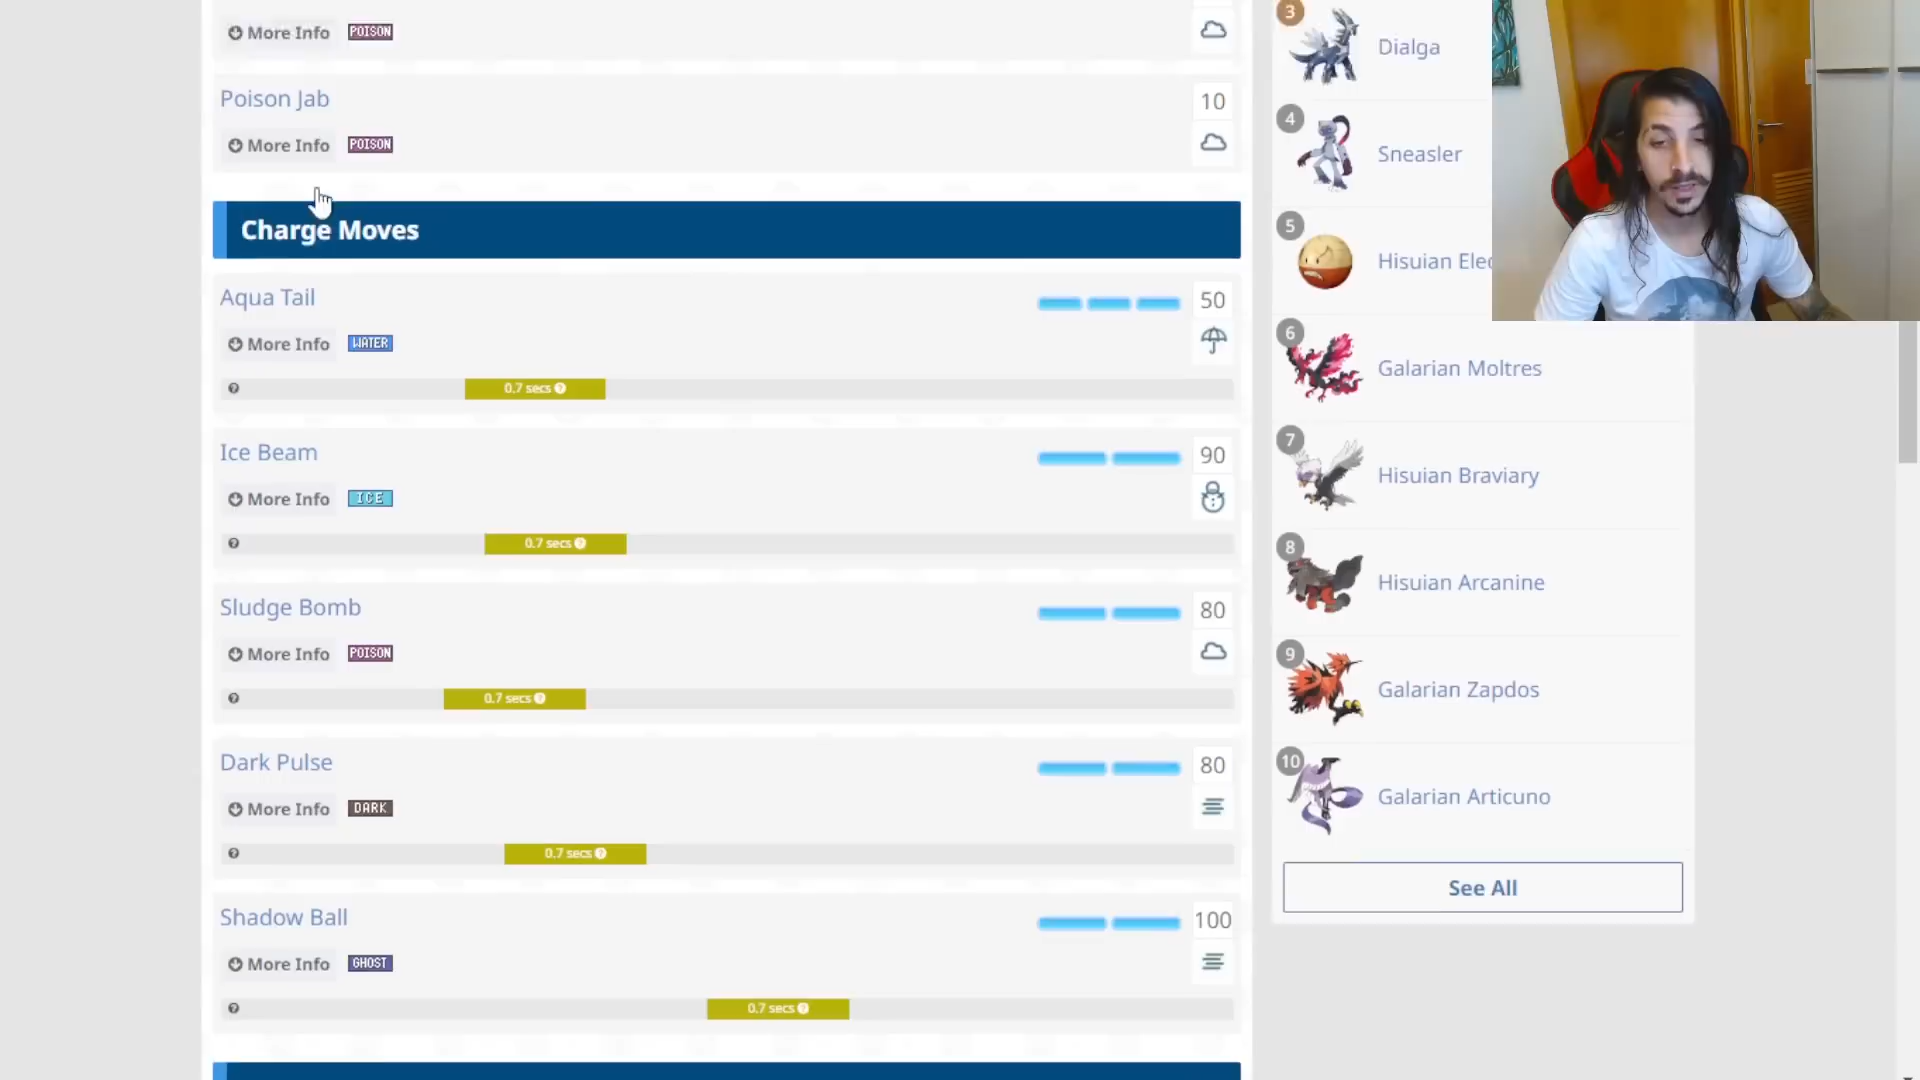 More Info POISON
Poison Jab 10
More Info POISON
Charge Moves
Aqua Tail 50
More Info WATER
0.7 secs
Ice Beam 90
More Info ICE
0.7 secs
Sludge Bomb 80
More Info POISON
0.7 secs
Dark Pulse 80
More Info DARK
0.7 secs
Shadow Ball 100
More Info GHOST
0.7 secs
3 Dialga
4 Sneasler
5 Hisuian Elec
6 Galarian Moltres
7 Hisuian Braviary
8 Hisuian Arcanine
9 Galarian Zapdos
10 Galarian Articuno
See All